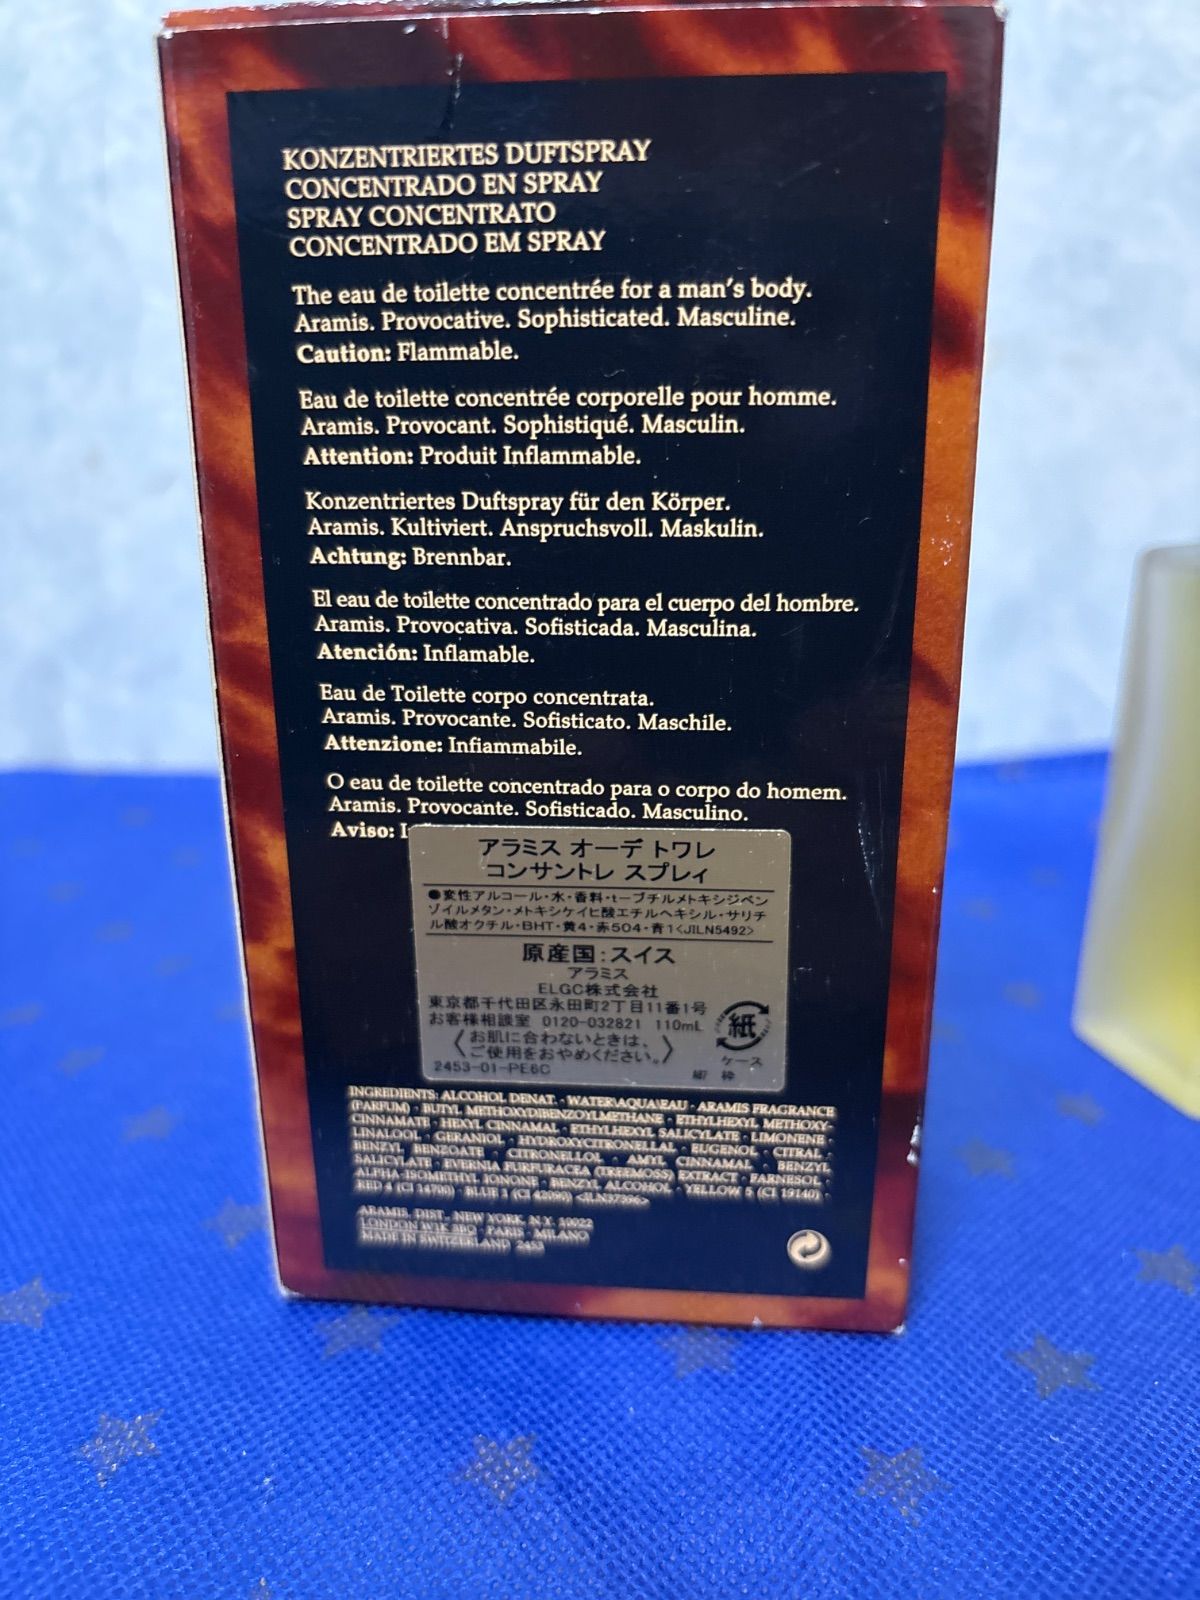 KONZENTRIERTES DUFTSPRAY
CONCENTRADO EN SPRAY
SPRAY CONCENTRATO
CONCENTRADO EM SPRAY
The eau de toilette concentrée for a man's body.
Aramis. Provocative. Sophisticated. Masculine.
Caution: Flammable.
Eau de toilette concentrée corporelle pour homme.
Aramis. Provocant. Sophistiqué. Masculin.
Attention: Produit Inflammable.
Konzentriertes Duftspray für den Körper.
Aramis. Kultiviert. Anspruchsvoll. Maskulin.
Achtung: Brennbar.
El eau de toilette concentrado para el cuerpo del hombre.
Aramis. Provocativa. Sofisticada. Masculina.
Atención: Inflamable.
Eau de Toilette corpo concentrata.
Aramis. Provocante. Sofisticato. Maschile.
Attenzione: Infiammabile.
O eau de toilette concentrado para o corpo do homem.
Aramis. Provocante. Sofisticado. Masculino.
Aviso:
アラミス オーデ トワレ
コンサントレ スプレィ
●変性アルコール・水・香料・t-ブチルメトキシジベン
ゾイルメタン・メトキシケイヒ酸エチルヘキシル・サリチ
ル酸オクチル・BHT・黄4・赤504・青1<JILN5492>
原産国:スイス
アラミス
ELGC株式会社
東京都千代田区永田町2丁目11番1号
お客様相談室 0120-032821 110mL
〈お肌に合わないときは、
ご使用をおやめください。〉
2453-01-PE6C
紙
ケース
枠
INGREDIENTS: ALCOHOL DENAT. · WATER\AQUA\EAU · ARAMIS FRAGRANCE
(PARFUM) · BUTYL METHOXYDIBENZOYLMETHANE · ETHYLHEXYL METHOXY-
CINNAMATE · HEXYL CINNAMAL · ETHYLHEXYL SALICYLATE · LIMONENE ·
LINALOOL · GERANIOL · HYDROXYCITRONELLAL · EUGENOL · CITRAL ·
BENZYL BENZOATE · CITRONELLOL · AMYL CINNAMAL · BENZYL
SALICYLATE · EVERNIA FURFURACEA (TREEMOSS) EXTRACT · FARNESOL ·
ALPHA-ISOMETHYL IONONE · BENZYL ALCOHOL · YELLOW 5 (CI 19140) ·
RED 4 (CI 14700) · BLUE 1 (CI 42090) <ILN37396>
ARAMIS, DIST., NEW YORK, N.Y. 10022
LONDON W1K 3BQ · PARIS · MILANO
MADE IN SWITZERLAND 2453